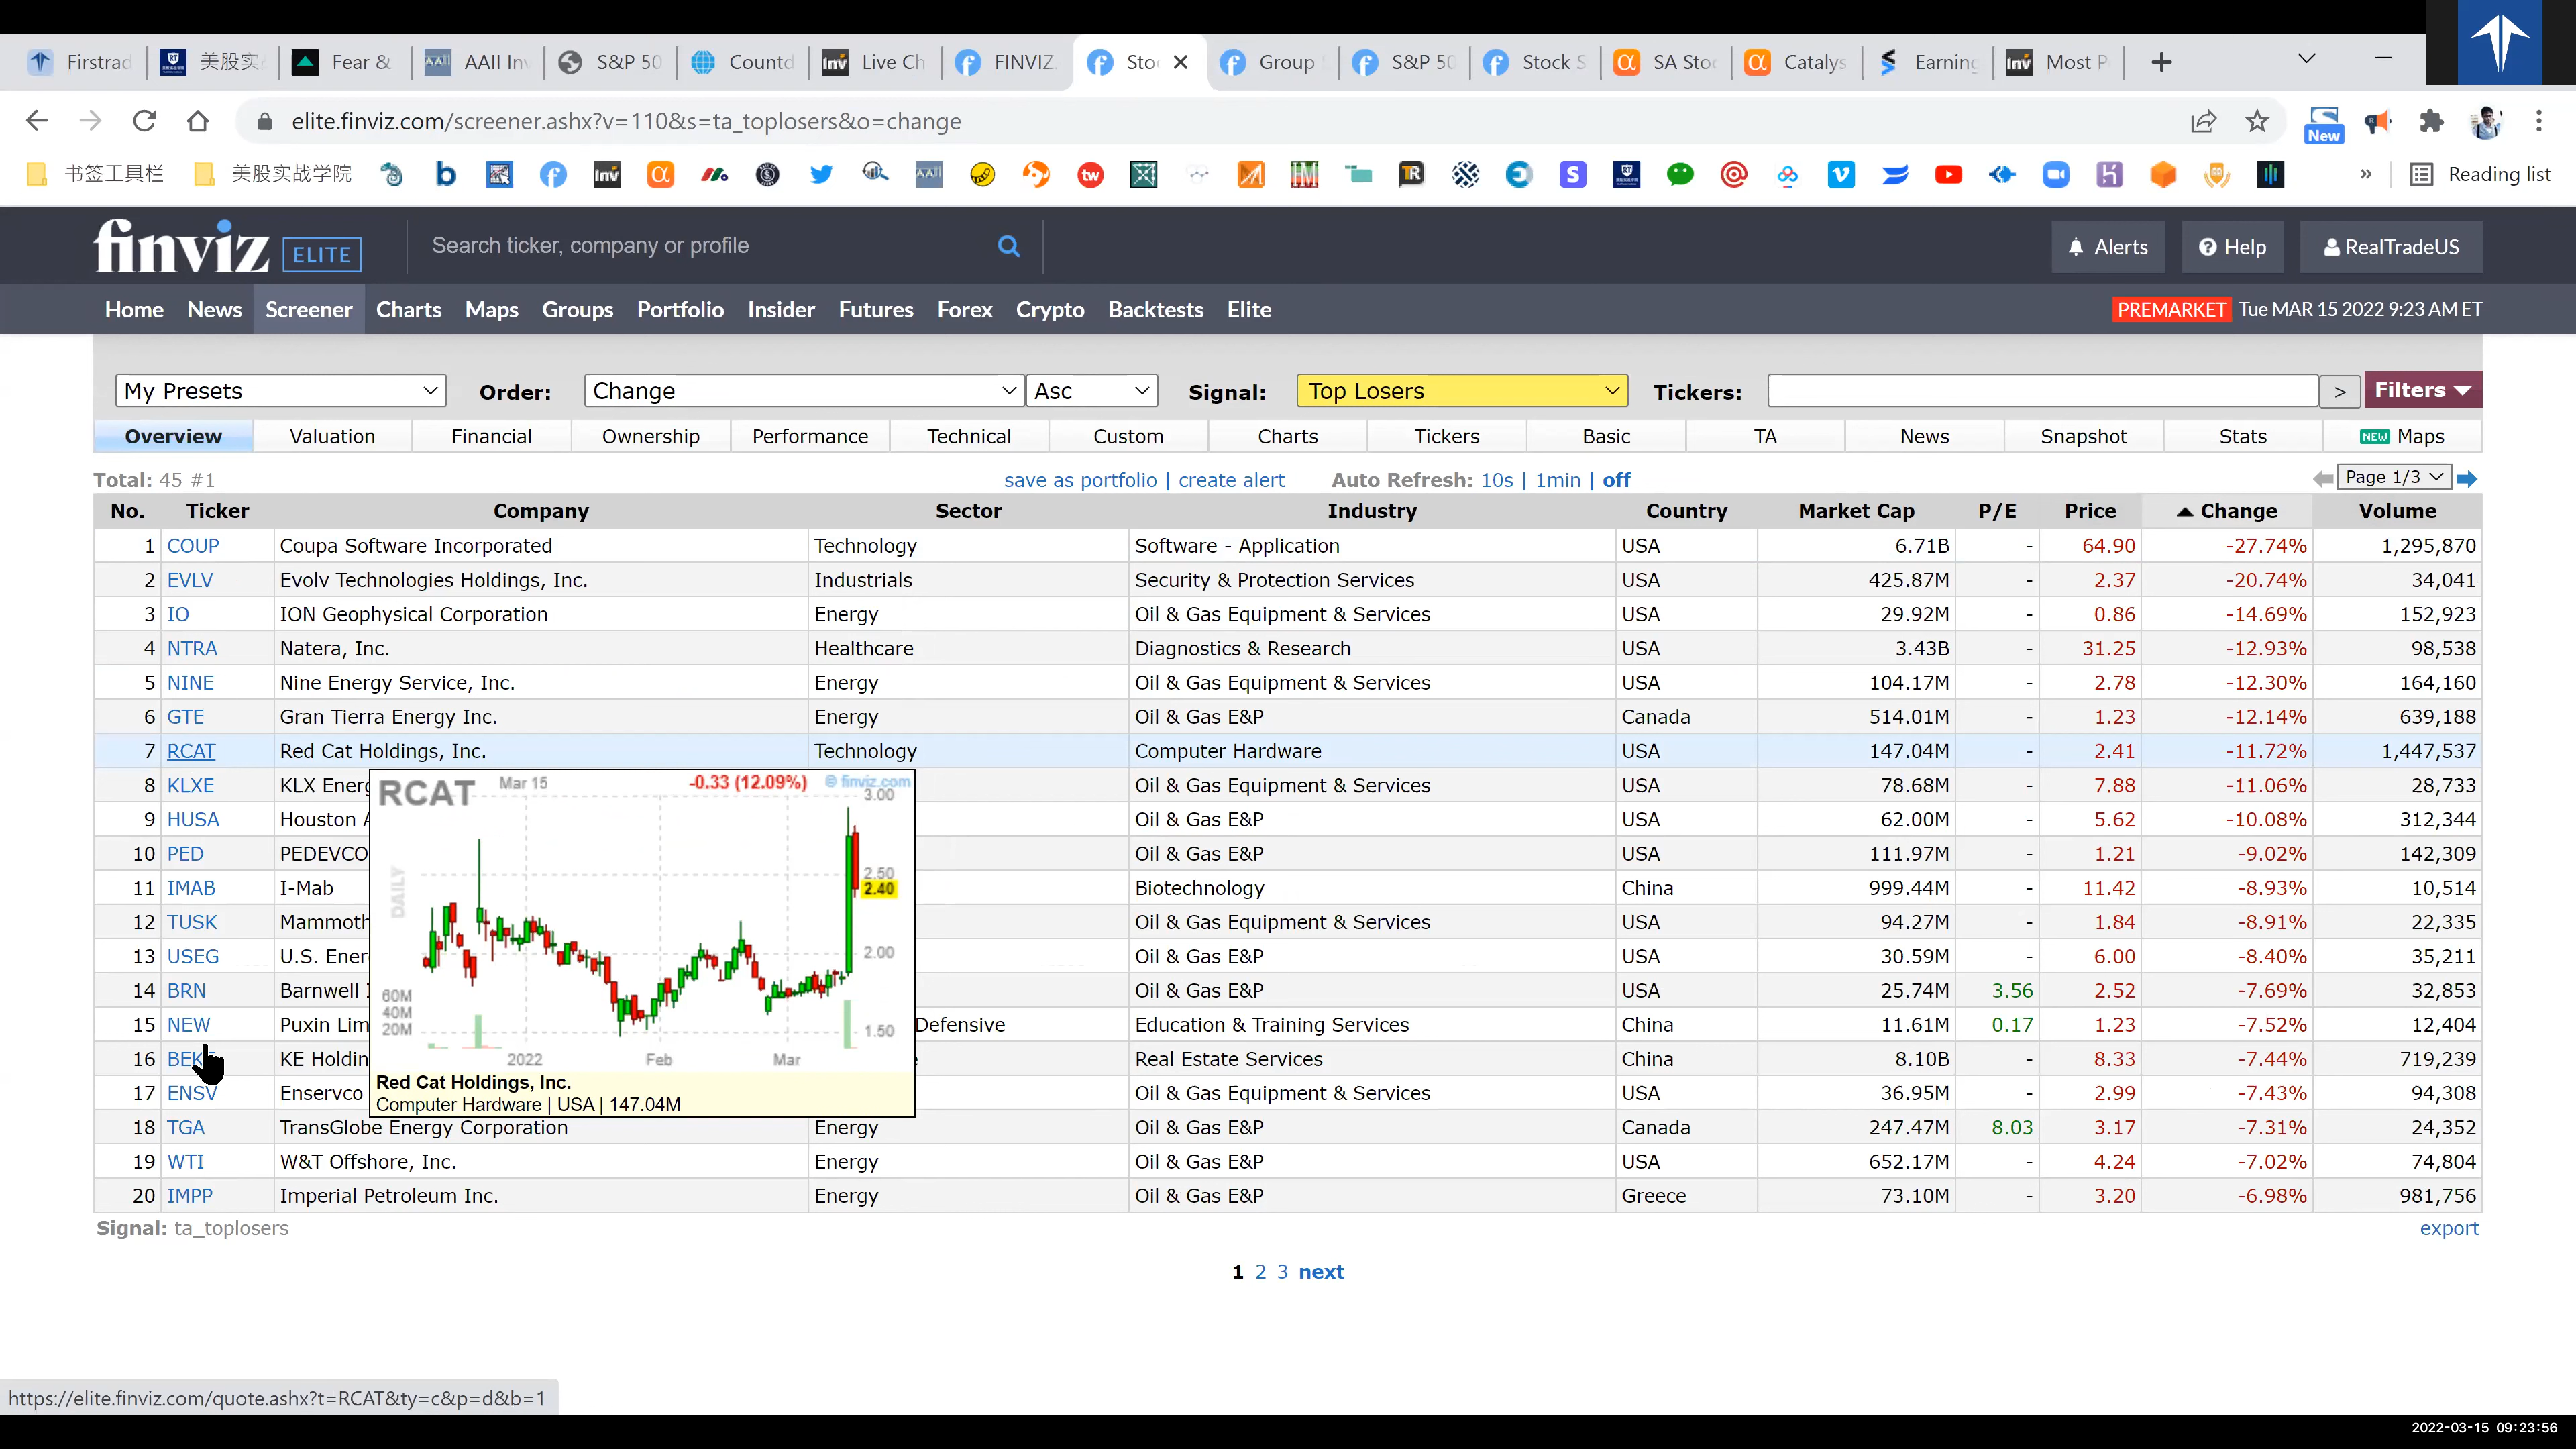 Firstrad
美股实
Fear &
AAII Inv
S&P 50
Countd
Live Ch
FINVIZ.
Stoc
Group
S&P 50
Stock S
SA Stoc
Catalys
Earning
Most P
elite.finviz.com/screener.ashx?v=110&s=ta_toplosers&o=change
New
书签工具栏
美股实战学院
Reading list
finviz ELITE
Search ticker, company or profile
Alerts
Help
RealTradeUS
Home News Screener Charts Maps Groups Portfolio Insider Futures Forex Crypto Backtests Elite
PREMARKET Tue MAR 15 2022 9:23 AM ET
My Presets Order: Change Asc Signal: Top Losers Tickers: > Filters
Overview Valuation Financial Ownership Performance Technical Custom Charts Tickers Basic TA News Snapshot Stats NEW Maps
Total: 45 #1 save as portfolio | create alert Auto Refresh: 10s | 1min | off Page 1/3
No. Ticker Company Sector Industry Country Market Cap P/E Price Change Volume
1 COUP Coupa Software Incorporated Technology Software - Application USA 6.71B - 64.90 -27.74% 1,295,870
2 EVLV Evolv Technologies Holdings, Inc. Industrials Security & Protection Services USA 425.87M - 2.37 -20.74% 34,041
3 IO ION Geophysical Corporation Energy Oil & Gas Equipment & Services USA 29.92M - 0.86 -14.69% 152,923
4 NTRA Natera, Inc. Healthcare Diagnostics & Research USA 3.43B - 31.25 -12.93% 98,538
5 NINE Nine Energy Service, Inc. Energy Oil & Gas Equipment & Services USA 104.17M - 2.78 -12.30% 164,160
6 GTE Gran Tierra Energy Inc. Energy Oil & Gas E&P Canada 514.01M - 1.23 -12.14% 639,188
7 RCAT Red Cat Holdings, Inc. Technology Computer Hardware USA 147.04M - 2.41 -11.72% 1,447,537
8 KLXE KLX Energ Oil & Gas Equipment & Services USA 78.68M - 7.88 -11.06% 28,733
9 HUSA Houston A Oil & Gas E&P USA 62.00M - 5.62 -10.08% 312,344
10 PED PEDEVCO Oil & Gas E&P USA 111.97M - 1.21 -9.02% 142,309
11 IMAB I-Mab Biotechnology China 999.44M - 11.42 -8.93% 10,514
12 TUSK Mammoth Oil & Gas Equipment & Services USA 94.27M - 1.84 -8.91% 22,335
13 USEG U.S. Ener Oil & Gas E&P USA 30.59M - 6.00 -8.40% 35,211
14 BRN Barnwell Oil & Gas E&P USA 25.74M 3.56 2.52 -7.69% 32,853
15 NEW Puxin Lim Defensive Education & Training Services China 11.61M 0.17 1.23 -7.52% 12,404
16 BEKE KE Holdin Real Estate Services China 8.10B - 8.33 -7.44% 719,239
17 ENSV Enservco Oil & Gas Equipment & Services USA 36.95M - 2.99 -7.43% 94,308
18 TGA TransGlobe Energy Corporation Energy Oil & Gas E&P Canada 247.47M 8.03 3.17 -7.31% 24,352
19 WTI W&T Offshore, Inc. Energy Oil & Gas E&P USA 652.17M - 4.24 -7.02% 74,804
20 IMPP Imperial Petroleum Inc. Energy Oil & Gas E&P Greece 73.10M - 3.20 -6.98% 981,756
RCAT Mar 15 -0.33 (12.09%) © finviz.com
3.00
2.50
2.40
2.00
1.50
DAILY
60M
40M
20M
2022 Feb Mar
Red Cat Holdings, Inc.
Computer Hardware | USA | 147.04M
Signal: ta_toplosers
export
1 2 3 next
https://elite.finviz.com/quote.ashx?t=RCAT&ty=c&p=d&b=1
2022-03-15 09:23:56